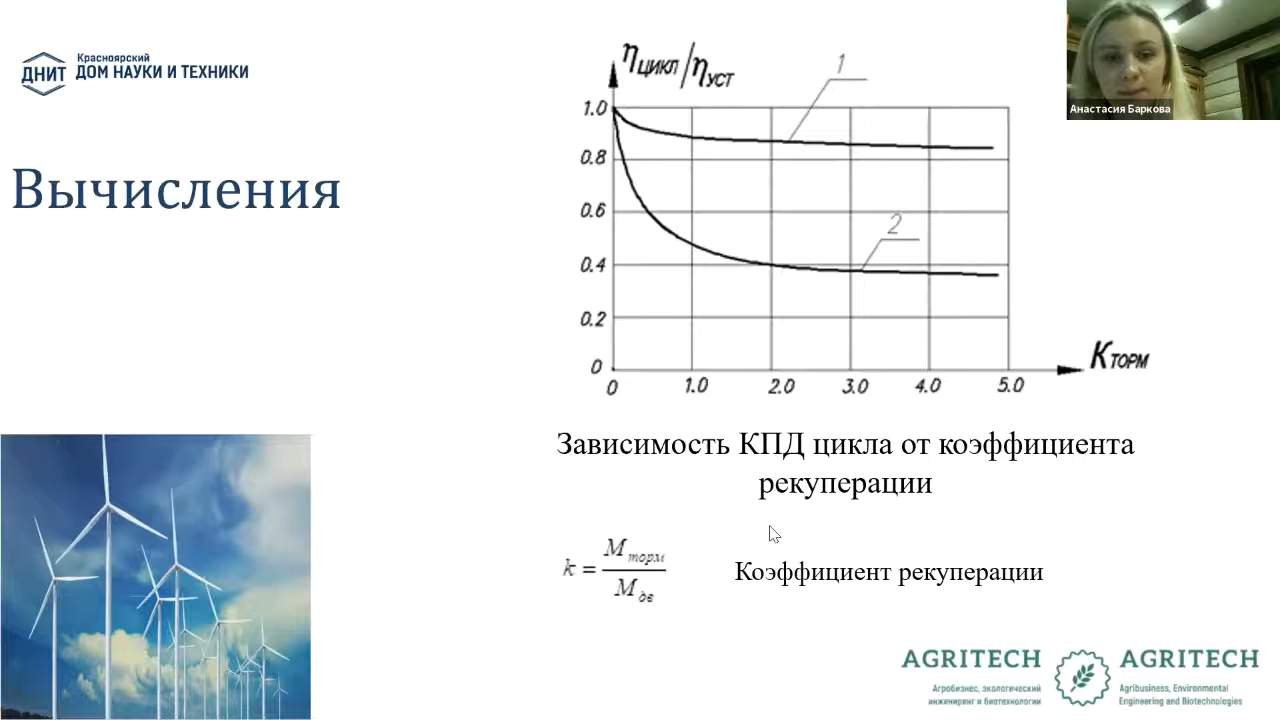 Красноярский
ДНИТ ДОМ НАУКИ И ТЕХНИКИ
Анастасия Баркова
Вычисления
ηцикл/ηуст
1
1.0
0.8
2
0.6
0.4
0.2
0
0 1.0 2.0 3.0 4.0 5.0
Kторм
Зависимость КПД цикла от коэффициента
рекуперации
k = Mторм / Mдв
Коэффициент рекуперации
AGRITECH
Агробизнес, экологический
инжиниринг и биотехнологии
AGRITECH
Agribusiness, Environmental
Engineering and Biotechnologies